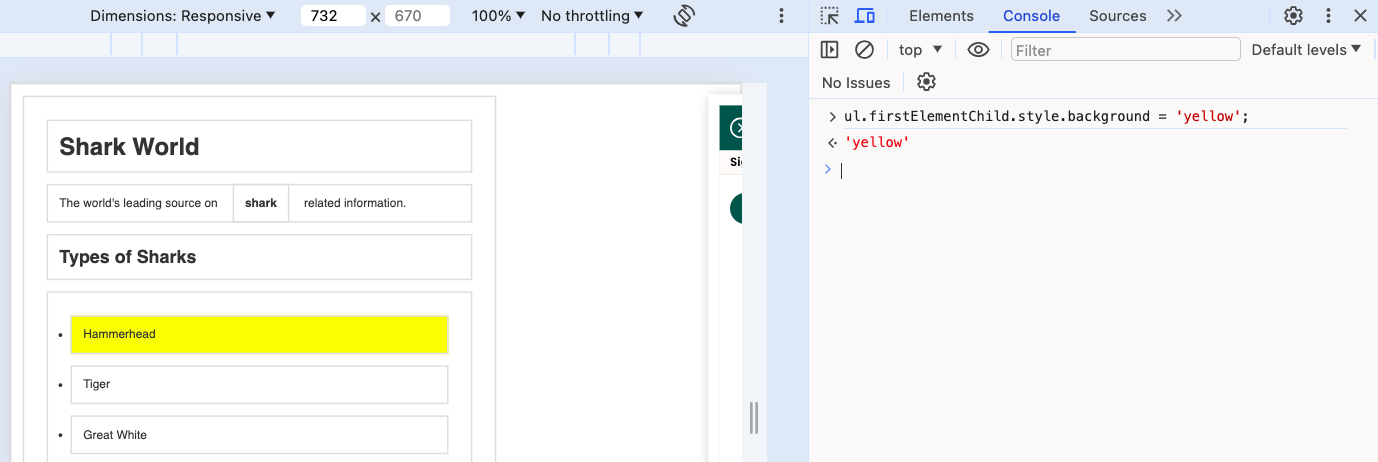 Dimensions: Responsive ▼ 732 x 670 100% ▼ No throttling ▼
Elements Console Sources
top ▼ Filter Default levels ▼
No Issues
ul.firstElementChild.style.background = 'yellow';
'yellow'
Shark World
The world's leading source on shark related information.
Types of Sharks
• Hammerhead
• Tiger
• Great White